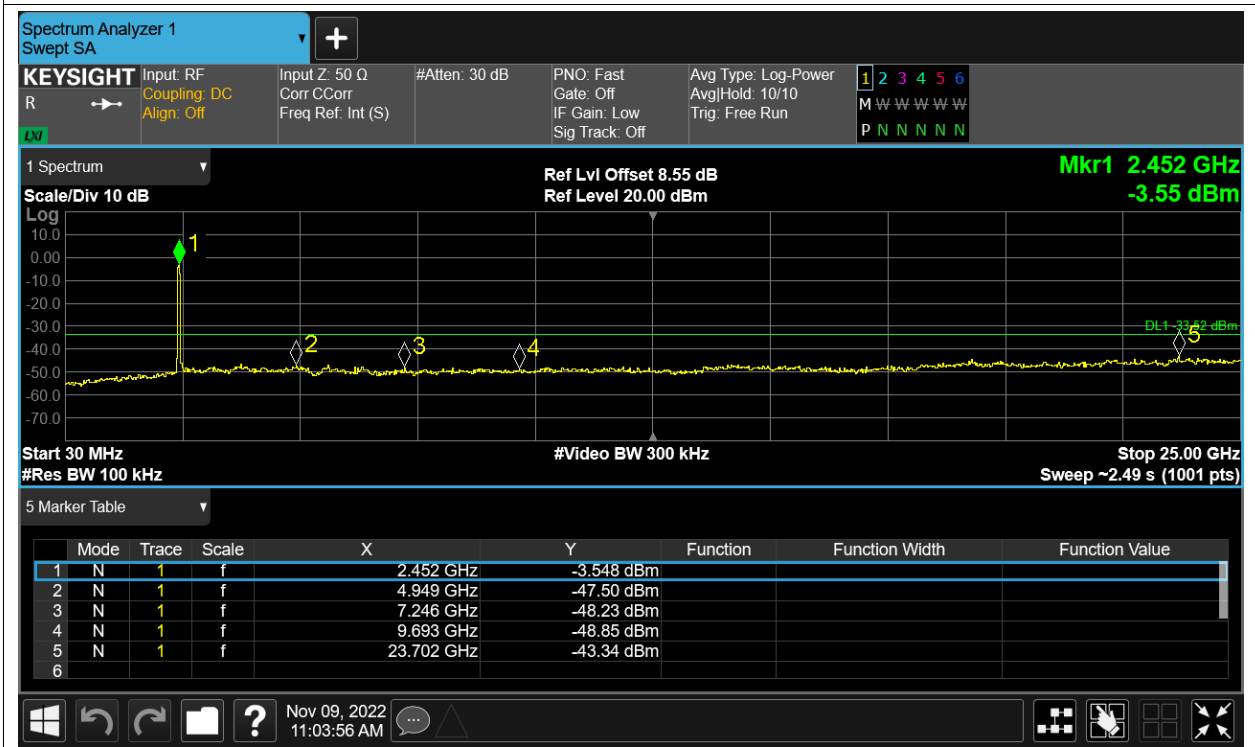 Spectrum Analyzer 1
Swept SA
KEYSIGHT
R
LXI
Input: RF
Coupling: DC
Align: Off
Input Z: 50 Ω
Corr CCorr
Freq Ref: Int (S)
#Atten: 30 dB
PNO: Fast
Gate: Off
IF Gain: Low
Sig Track: Off
Avg Type: Log-Power
Avg|Hold: 10/10
Trig: Free Run
1 2 3 4 5 6
M W W W W W
P N N N N N
1 Spectrum
Scale/Div 10 dB
Ref Lvl Offset 8.55 dB
Ref Level 20.00 dBm
Mkr1 2.452 GHz
-3.55 dBm
Log
10.0
0.00
-10.0
-20.0
-30.0
-40.0
-50.0
-60.0
-70.0
1
2
3
4
5
DL1 -33.52 dBm
Start 30 MHz
#Video BW 300 kHz
Stop 25.00 GHz
#Res BW 100 kHz
Sweep ~2.49 s (1001 pts)
5 Marker Table
Mode Trace Scale X Y Function Function Width Function Value
1 N 1 f 2.452 GHz -3.548 dBm
2 N 1 f 4.949 GHz -47.50 dBm
3 N 1 f 7.246 GHz -48.23 dBm
4 N 1 f 9.693 GHz -48.85 dBm
5 N 1 f 23.702 GHz -43.34 dBm
6
?
Nov 09, 2022
11:03:56 AM